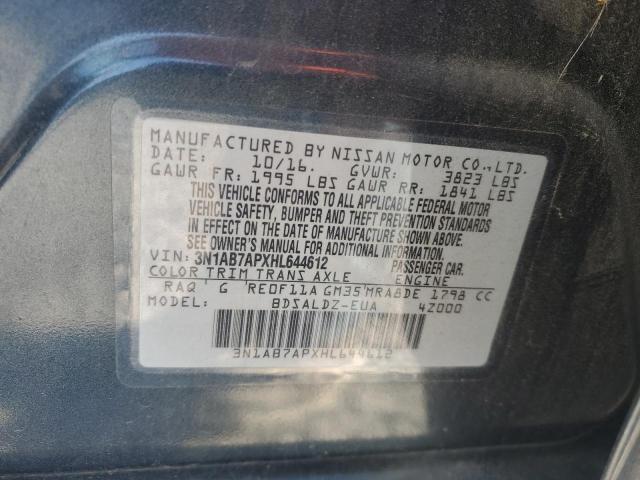 MANUFACTURED BY NISSAN MOTOR CO.,LTD.
DATE: 10/16. GVWR: 3823 LBS
GAWR FR: 1995 LBS GAWR RR: 1841 LBS
THIS VEHICLE CONFORMS TO ALL APPLICABLE FEDERAL MOTOR
VEHICLE SAFETY, BUMPER AND THEFT PREVENTION STANDARDS
IN EFFECT ON THE DATE OF MANUFACTURE SHOWN ABOVE.
SEE OWNER'S MANUAL FOR ADDITIONAL INFORMATION.
VIN: 3N1AB7APXHL644612 PASSENGER CAR.
COLOR TRIM TRANS AXLE ENGINE
RAQ G RE0F11A GM35 MRA8DE 1798 CC
MODEL: BDSALDZ-EUA 4Z000
3N1AB7APXHL644612